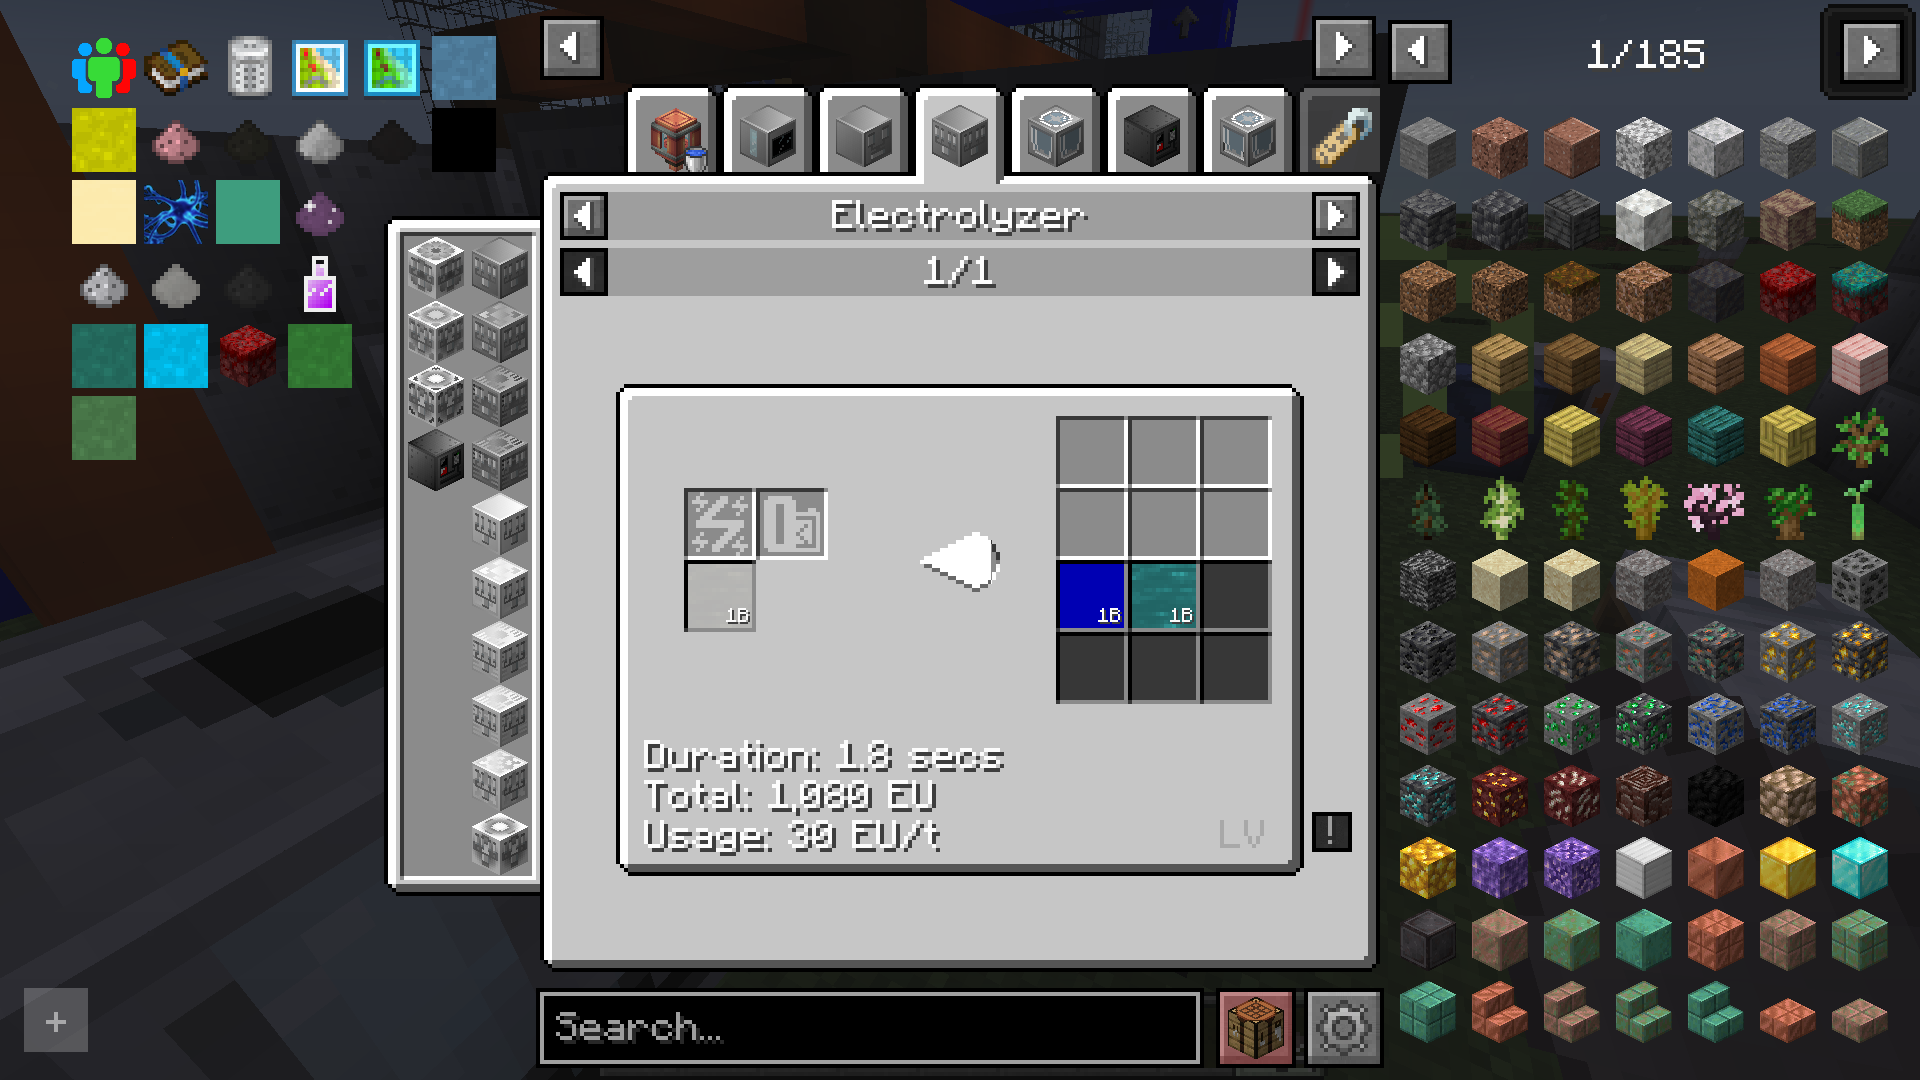 1/185
Electrolyzer
1/1
1B
1B
1B
Duration: 1.8 secs
Total: 1,080 EU
Usage: 30 EU/t
LV
!
Search...
+